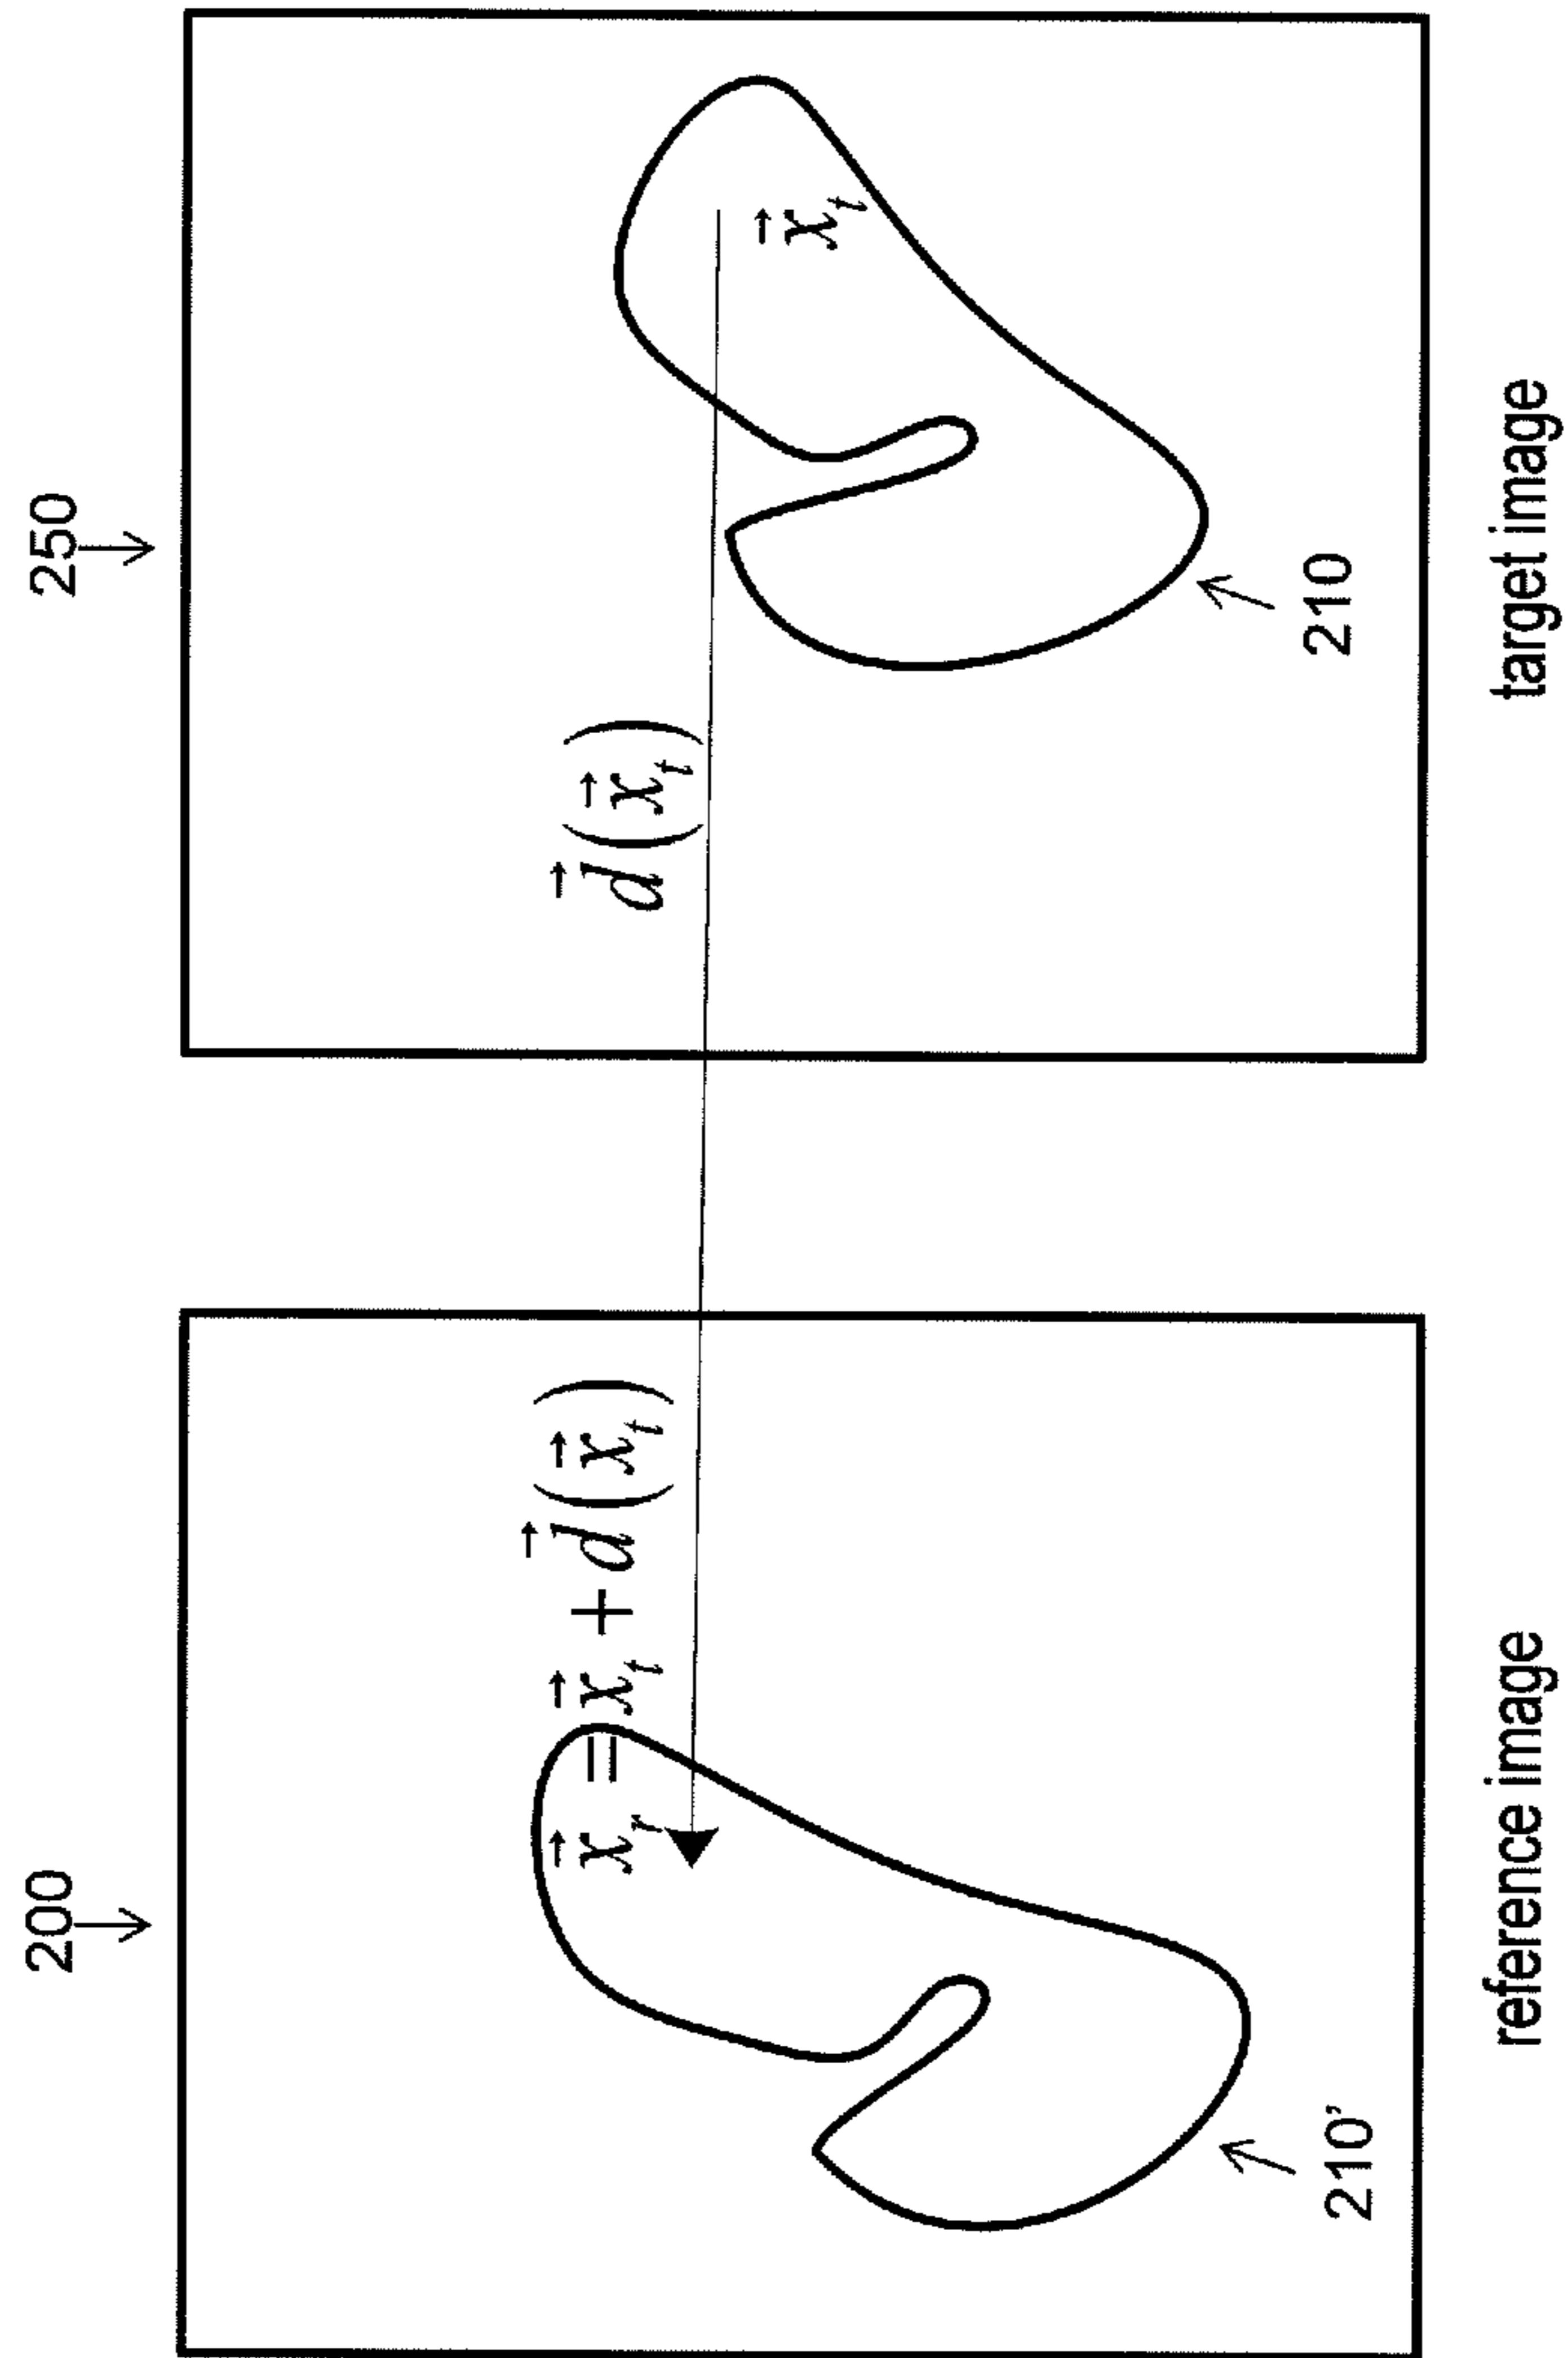 200
250
x⃗ᵣ = x⃗ₜ + d⃗(x⃗ₜ)
d⃗(x⃗ₜ)
x⃗ₜ
210'
210
reference image
target image